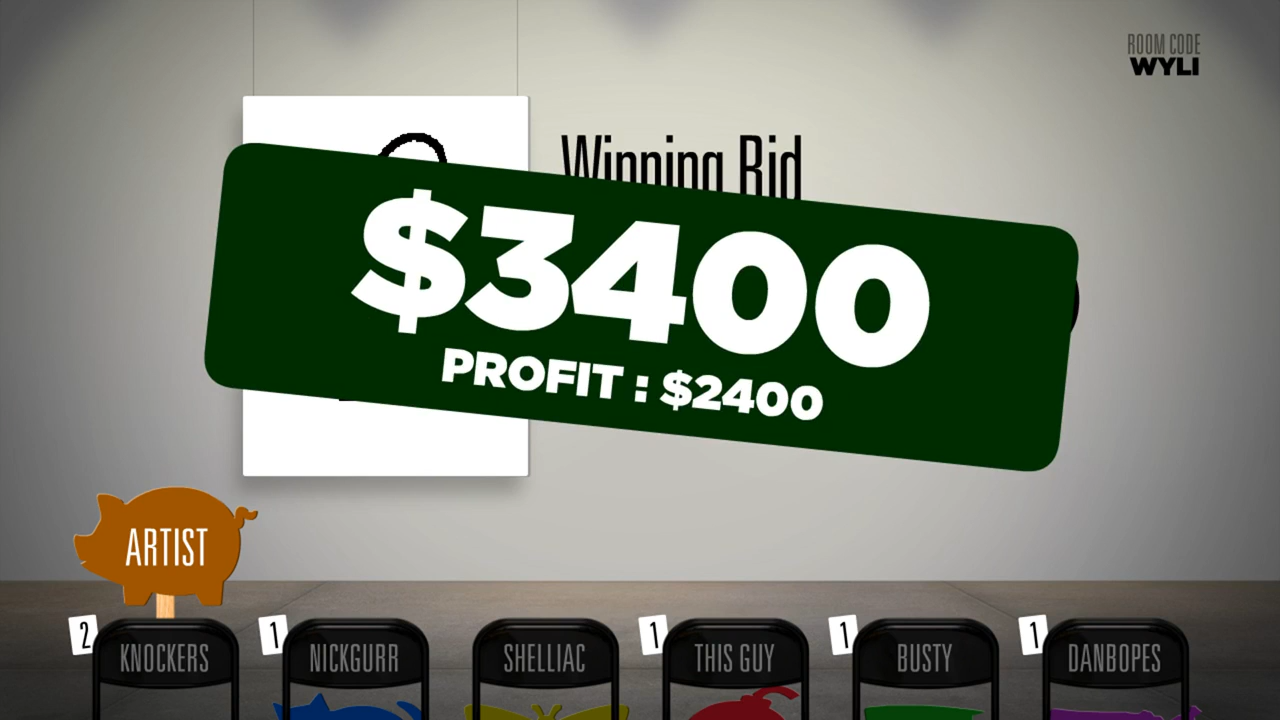 ROOM CODE
WYLI
Winning Bid
$3400
PROFIT : $2400
ARTIST
2
1
1
1
1
KNOCKERS
NICKGURR
SHELLIAC
THIS GUY
BUSTY
DANBOPES